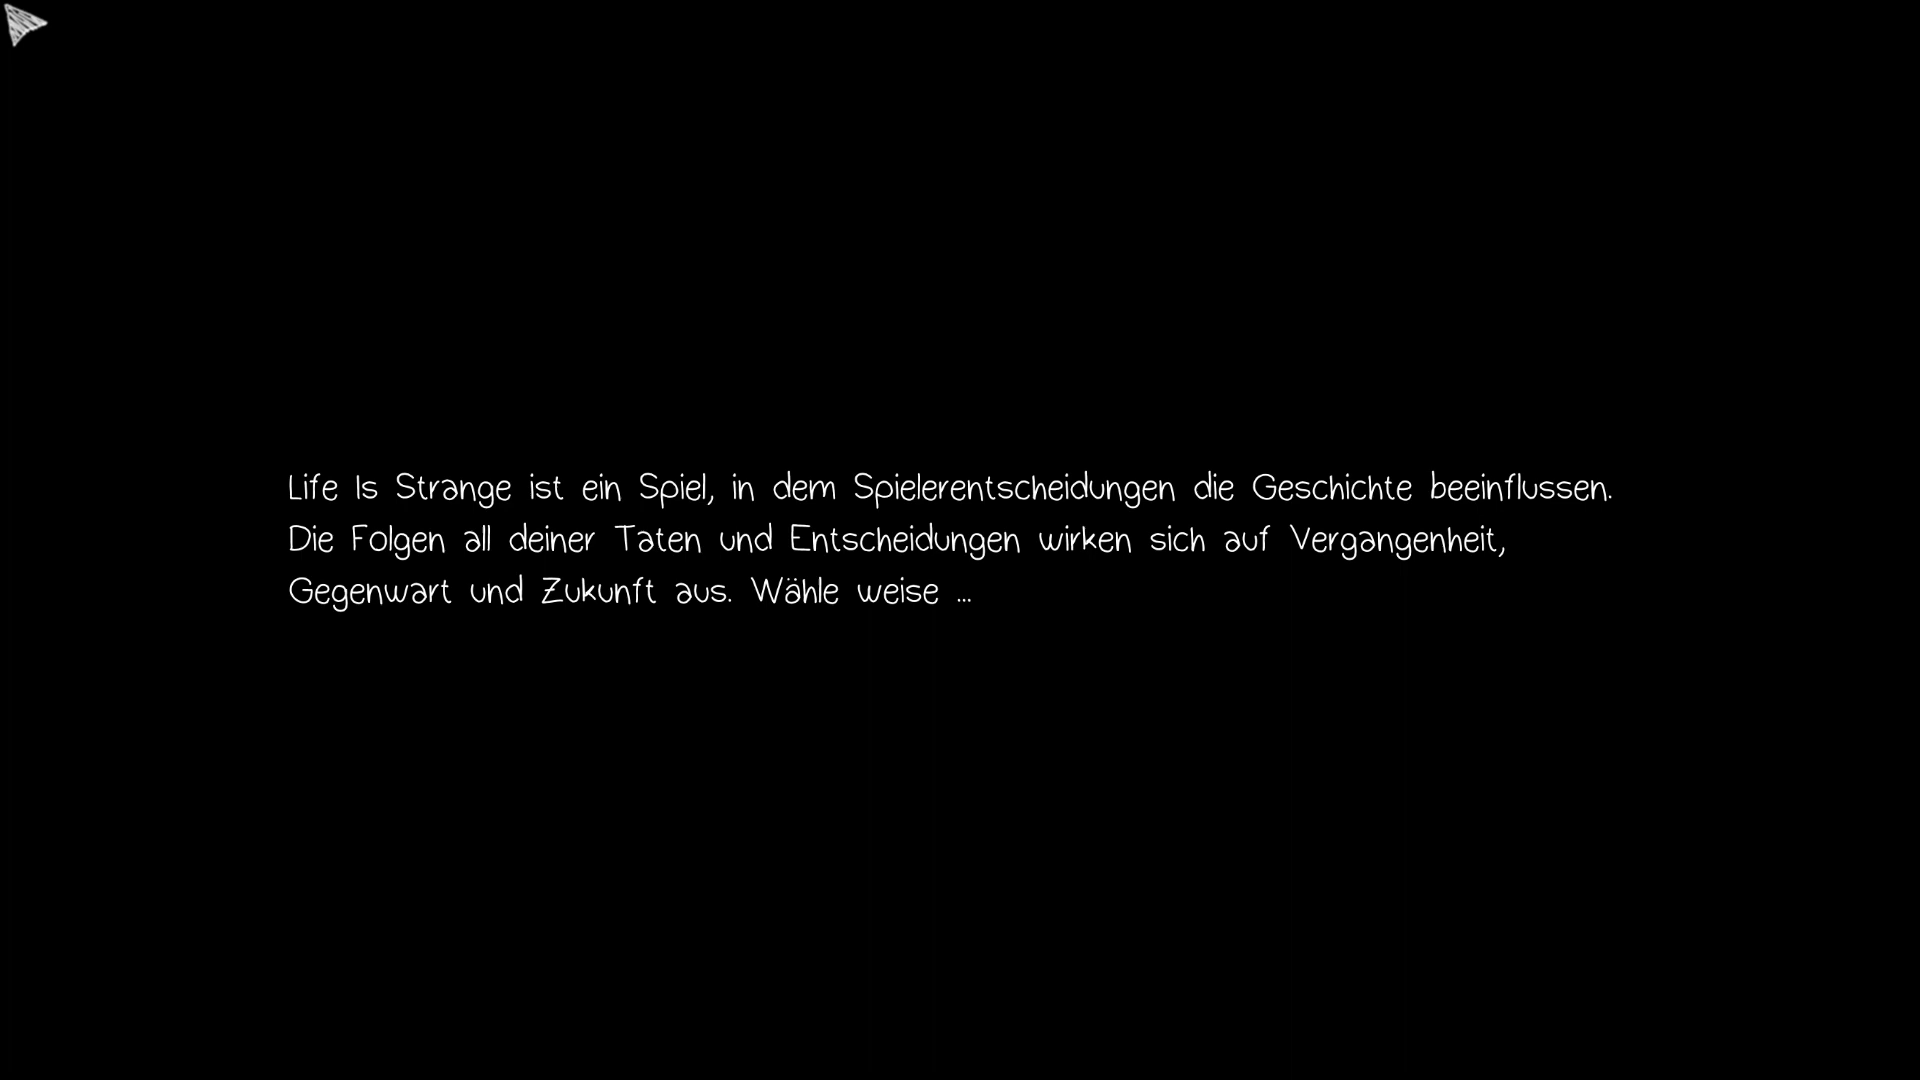 Life Is Strange ist ein Spiel, in dem Spielerentscheidungen die Geschichte beeinflussen.
Die Folgen all deiner Taten und Entscheidungen wirken sich auf Vergangenheit,
Gegenwart und Zukunft aus. Wähle weise ...